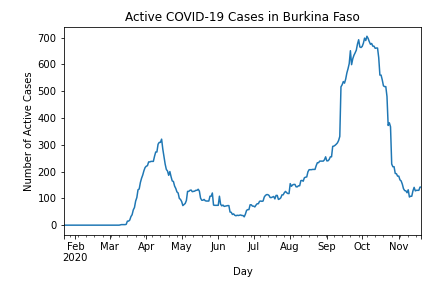 Active COVID-19 Cases in Burkina Faso
Number of Active Cases
700
600
500
400
300
200
100
0
Feb Mar Apr May Jun Jul Aug Sep Oct Nov
2020
Day